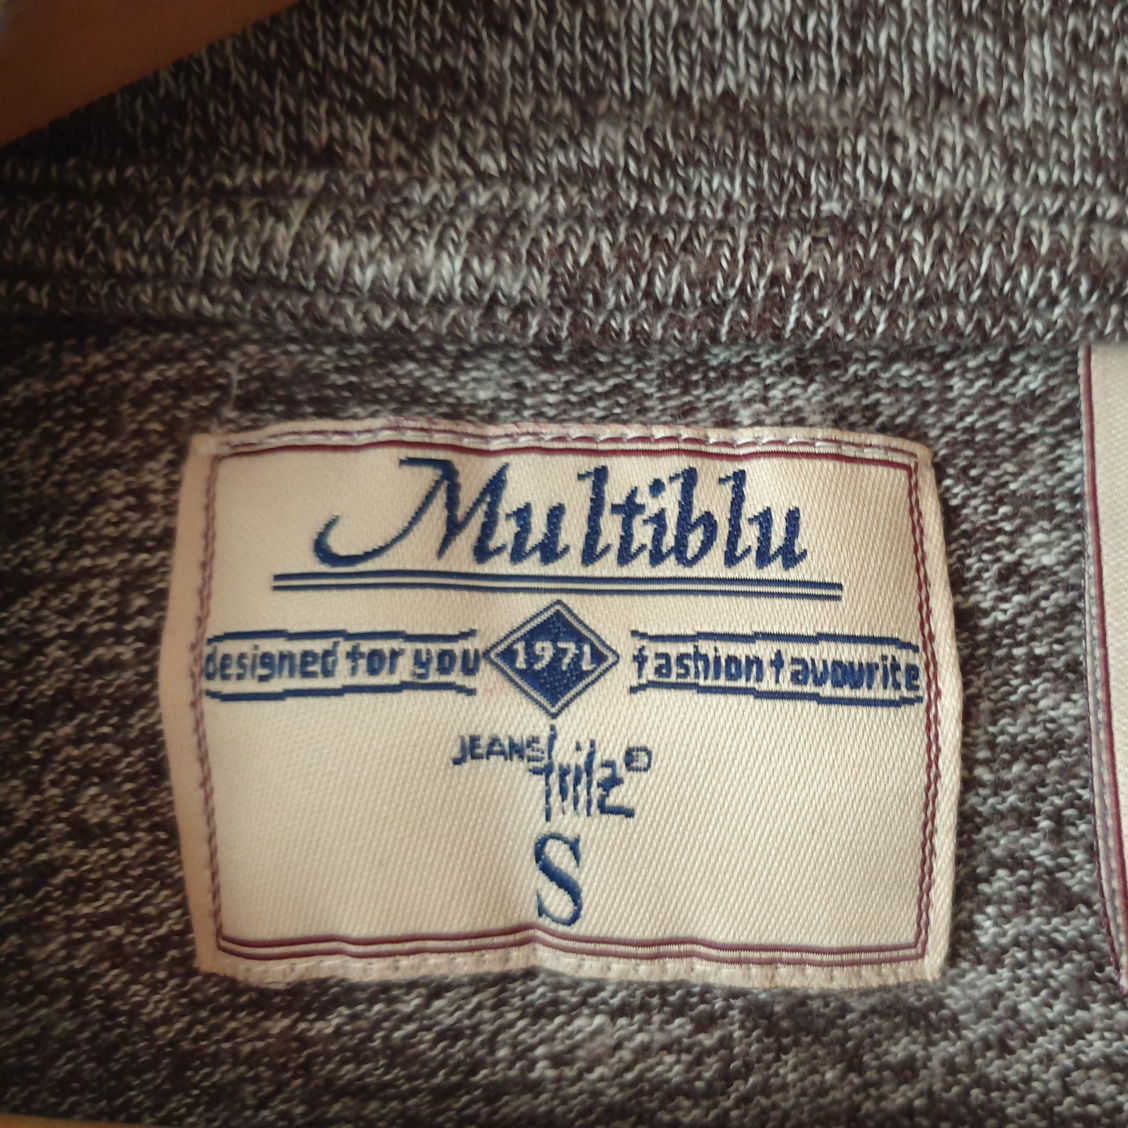 Multiblu
designed for you 1971 fashion favourite
JEANS fritz®
S